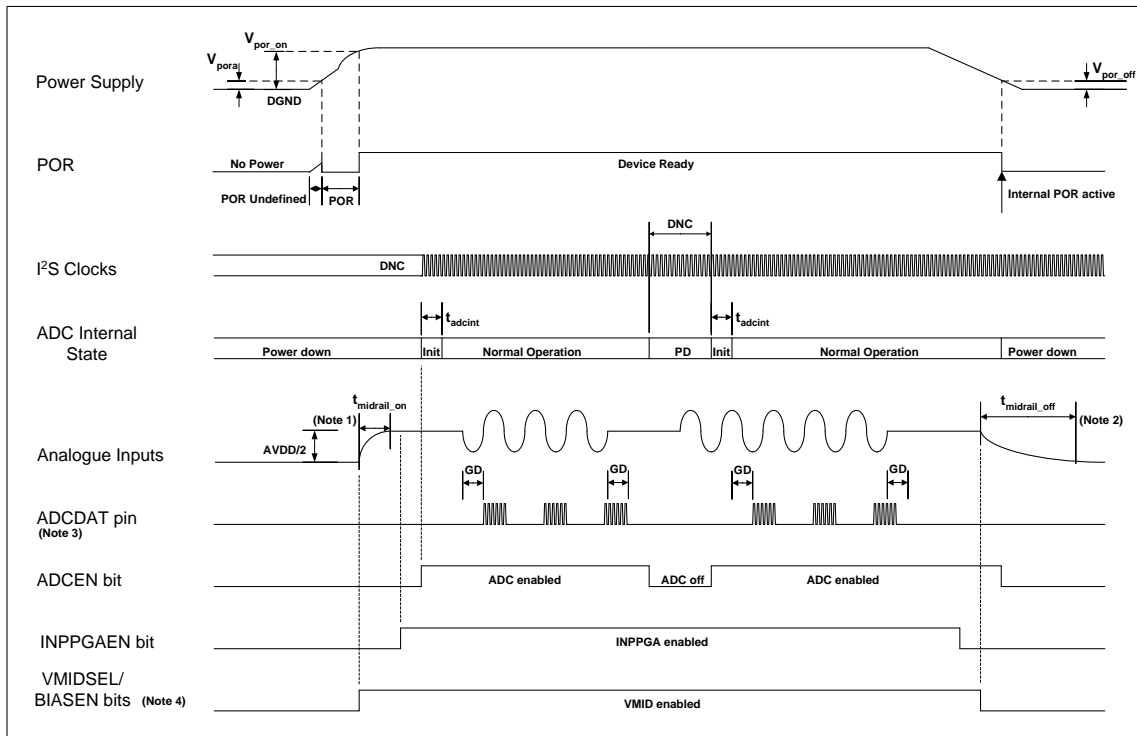 V_por_on
V_pora
V_por_off
Power Supply
DGND
POR
No Power
Device Ready
POR Undefined
POR
Internal POR active
DNC
I²S Clocks
DNC
t_adcint
t_adcint
ADC Internal
State
Power down
Init
Normal Operation
PD
Init
Normal Operation
Power down
t_midrail_on
(Note 1)
t_midrail_off
(Note 2)
AVDD/2
Analogue Inputs
GD
GD
GD
GD
ADCDAT pin
(Note 3)
ADCEN bit
ADC enabled
ADC off
ADC enabled
INPPGAEN bit
INPPGA enabled
VMIDSEL/
BIASEN bits (Note 4)
VMID enabled